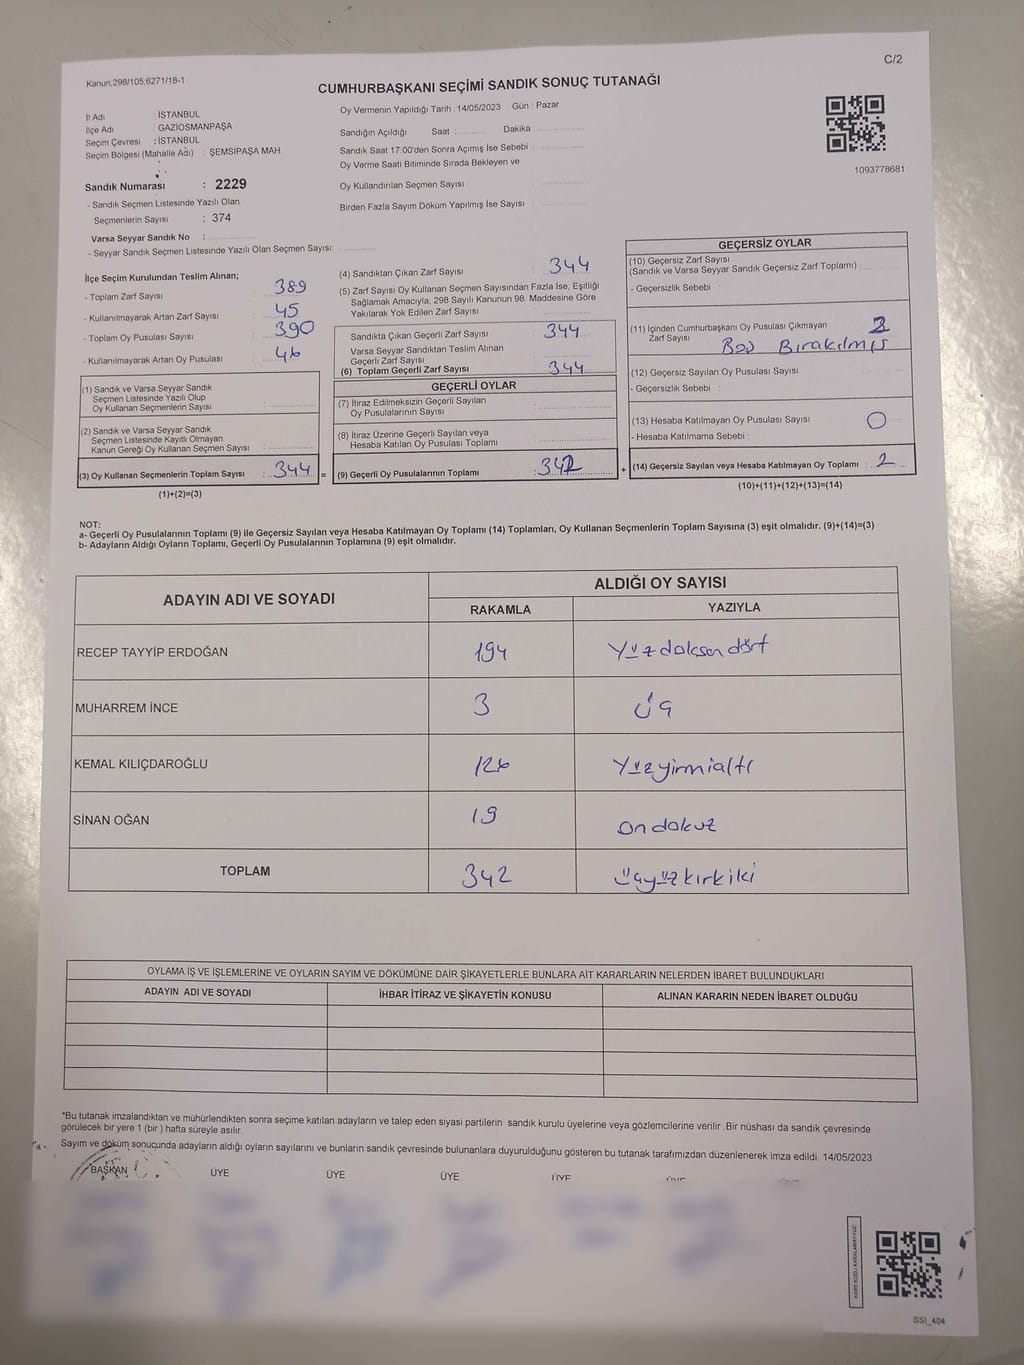 Kanun.298/105,6271/18-1
C/2
CUMHURBAŞKANI SEÇİMİ SANDIK SONUÇ TUTANAĞI
İl Adı : İSTANBUL
İlçe Adı : GAZİOSMANPAŞA
Seçim Çevresi : İSTANBUL
Seçim Bölgesi (Mahalle Adı) : ŞEMSİPAŞA MAH.
Sandık Numarası : 2229
- Sandık Seçmen Listesinde Yazılı Olan
Seçmenlerin Sayısı : 374
Varsa Seyyar Sandık No :
- Seyyar Sandık Seçmen Listesinde Yazılı Olan Seçmen Sayısı:
Oy Vermenin Yapıldığı Tarih : 14/05/2023 Gün : Pazar
Sandığın Açıldığı Saat : Dakika :
Sandık Saat 17:00'den Sonra Açımış İse Sebebi :
Oy Verme Saati Bitiminde Sırada Bekleyen ve
Oy Kullandırılan Seçmen Sayısı :
Birden Fazla Sayım Döküm Yapılmış İse Sayısı :
1093778681
İlçe Seçim Kurulundan Teslim Alınan;
- Toplam Zarf Sayısı : 389
- Kullanılmayarak Artan Zarf Sayısı : 45
- Toplam Oy Pusulası Sayısı : 390
- Kullanılmayarak Artan Oy Pusulası : 46
(1) Sandık ve Varsa Seyyar Sandık
Seçmen Listesinde Yazılı Olup
Oy Kullanan Seçmenlerin Sayısı :
(2) Sandık ve Varsa Seyyar Sandık
Seçmen Listesinde Kayıtlı Olmayan
Kanun Gereği Oy Kullanan Seçmen Sayısı :
(3) Oy Kullanan Seçmenlerin Toplam Sayısı : 344 =
(1)+(2)=(3)
(4) Sandıktan Çıkan Zarf Sayısı : 344
(5) Zarf Sayısı Oy Kullanan Seçmen Sayısından Fazla İse, Eşitliği
Sağlamak Amacıyla, 298 Sayılı Kanunun 98. Maddesine Göre
Yakılarak Yok Edilen Zarf Sayısı :
Sandıkta Çıkan Geçerli Zarf Sayısı : 344
Varsa Seyyar Sandıktan Teslim Alınan
Geçerli Zarf Sayısı :
(6) Toplam Geçerli Zarf Sayısı : 344
GEÇERLİ OYLAR
(7) İtiraz Edilmeksizin Geçerli Sayılan
Oy Pusulalarının Sayısı :
(8) İtiraz Üzerine Geçerli Sayılan veya
Hesaba Katılan Oy Pusulası Toplamı :
(9) Geçerli Oy Pusulalarının Toplamı : 342 +
GEÇERSİZ OYLAR
(10) Geçersiz Zarf Sayısı
(Sandık ve Varsa Seyyar Sandık Geçersiz Zarf Toplamı) :
- Geçersizlik Sebebi :
(11) İçinden Cumhurbaşkanı Oy Pusulası Çıkmayan
Zarf Sayısı : 2
Boş Bırakılmış
(12) Geçersiz Sayılan Oy Pusulası Sayısı :
- Geçersizlik Sebebi :
(13) Hesaba Katılmayan Oy Pusulası Sayısı : 0
- Hesaba Katılmama Sebebi :
(14) Geçersiz Sayılan veya Hesaba Katılmayan Oy Toplamı : 2
(10)+(11)+(12)+(13)=(14)
NOT:
a- Geçerli Oy Pusulalarının Toplamı (9) ile Geçersiz Sayılan veya Hesaba Katılmayan Oy Toplamı (14) Toplamları, Oy Kullanan Seçmenlerin Toplam Sayısına (3) eşit olmalıdır. (9)+(14)=(3)
b- Adayların Aldığı Oyların Toplamı, Geçerli Oy Pusulalarının Toplamına (9) eşit olmalıdır.
ADAYIN ADI VE SOYADI
ALDIĞI OY SAYISI
RAKAMLA YAZIYLA
RECEP TAYYİP ERDOĞAN 194 Yüzdoksandört
MUHARREM İNCE 3 Üç
KEMAL KILIÇDAROĞLU 126 Yüzyirmialtı
SİNAN OĞAN 19 Ondokuz
TOPLAM 342 Üçyüzkırkiki
OYLAMA İŞ VE İŞLEMLERİNE VE OYLARIN SAYIM VE DÖKÜMÜNE DAİR ŞİKAYETLERLE BUNLARA AİT KARARLARIN NELERDEN İBARET BULUNDUKLARI
ADAYIN ADI VE SOYADI İHBAR İTİRAZ VE ŞİKAYETİN KONUSU ALINAN KARARIN NEDEN İBARET OLDUĞU
*Bu tutanak imzalandıktan ve mühürlendikten sonra seçime katılan adayların ve talep eden siyasi partilerin sandık kurulu üyelerine veya gözlemcilerine verilir. Bir nüshası da sandık çevresinde
görülecek bir yere 1 (bir ) hafta süreyle asılır.
Sayım ve döküm sonucunda adayların aldığı oyların sayılarını ve bunların sandık çevresinde bulunanlara duyurulduğunu gösteren bu tutanak tarafımızdan düzenlenerek imza edildi. 14/05/2023
BAŞKAN ÜYE ÜYE ÜYE ÜYE ÜYE
SSI_404